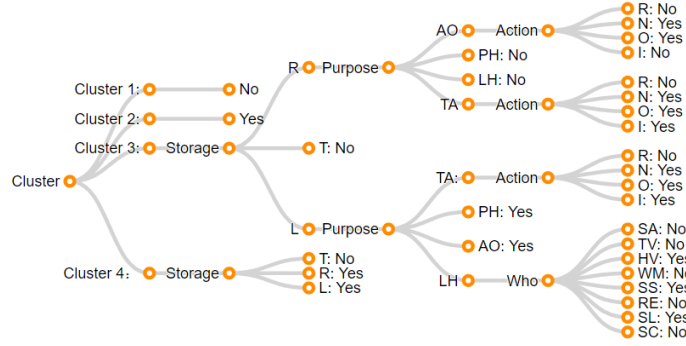 Cluster
Cluster 1: No
Cluster 2: Yes
Cluster 3: Storage
R Purpose
AO Action
R: No
N: Yes
O: Yes
I: No
PH: No
LH: No
TA Action
R: No
N: Yes
O: Yes
I: Yes
T: No
L Purpose
TA: Action
R: No
N: Yes
O: Yes
I: Yes
PH: Yes
AO: Yes
LH Who
SA: No
TV: No
HV: Yes
WM: No
SS: Yes
RE: No
SL: Yes
SC: No
Cluster 4: Storage
T: No
R: Yes
L: Yes